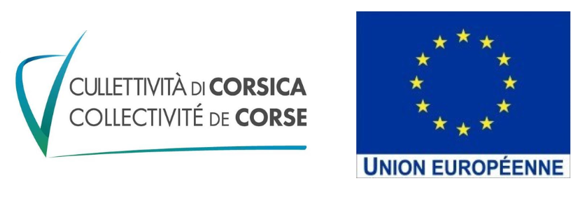 CULLETTIVITÀ DI CORSICA
COLLECTIVITÉ DE CORSE
UNION EUROPÉENNE